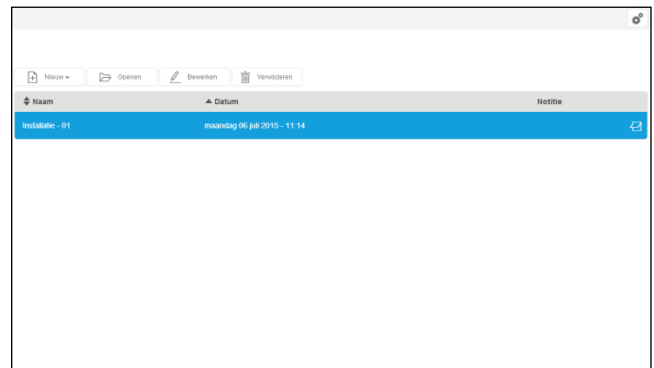 Nieuw Openen Bewerken Verwijderen
Naam Datum Notitie
Installatie - 01 maandag 06 juli 2015 - 11:14